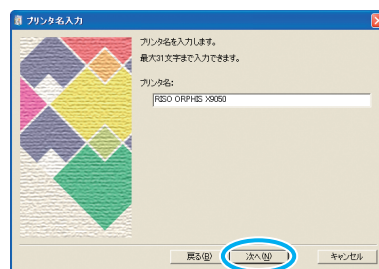 プリンタ名入力
プリンタ名を入力します。
最大31文字まで入力できます。
プリンタ名:
RISO ORPHIS X9050
戻る(B)
次へ(N)
キャンセル